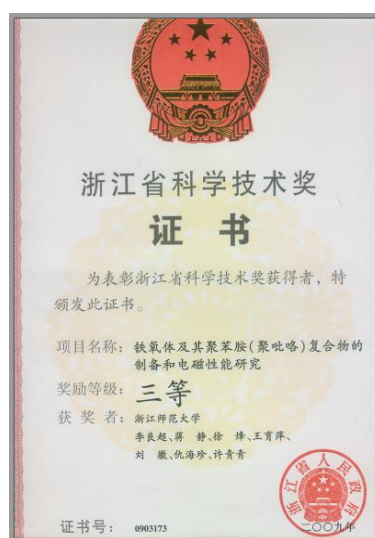 浙江省科学技术奖
证书
为表彰浙江省科学技术奖获得者，特
颁发此证书。
项目名称：铁氧体及其聚苯胺(聚吡咯)复合物的
制备和电磁性能研究
奖励等级：三等
获奖者：浙江师范大学
李良超、蒋静、徐烽、王育萍、
刘徽、仇海珍、许青青
浙江省人民政府
二〇〇九年
证书号：0903173